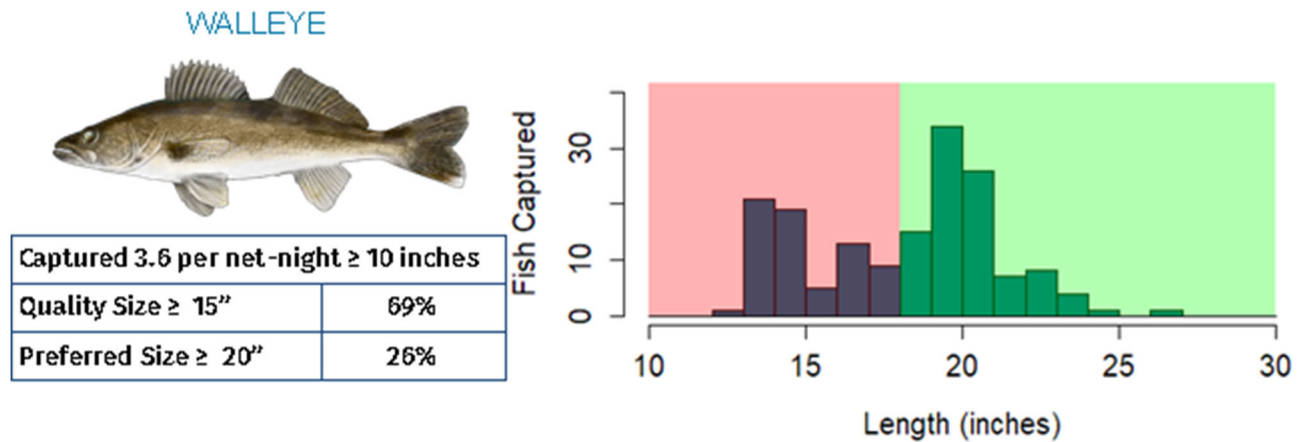 WALLEYE
Captured 3.6 per net-night ≥ 10 inches
Quality Size ≥ 15” 69%
Preferred Size ≥ 20” 26%
Fish Captured
30
10
0
10 15 20 25 30
Length (inches)